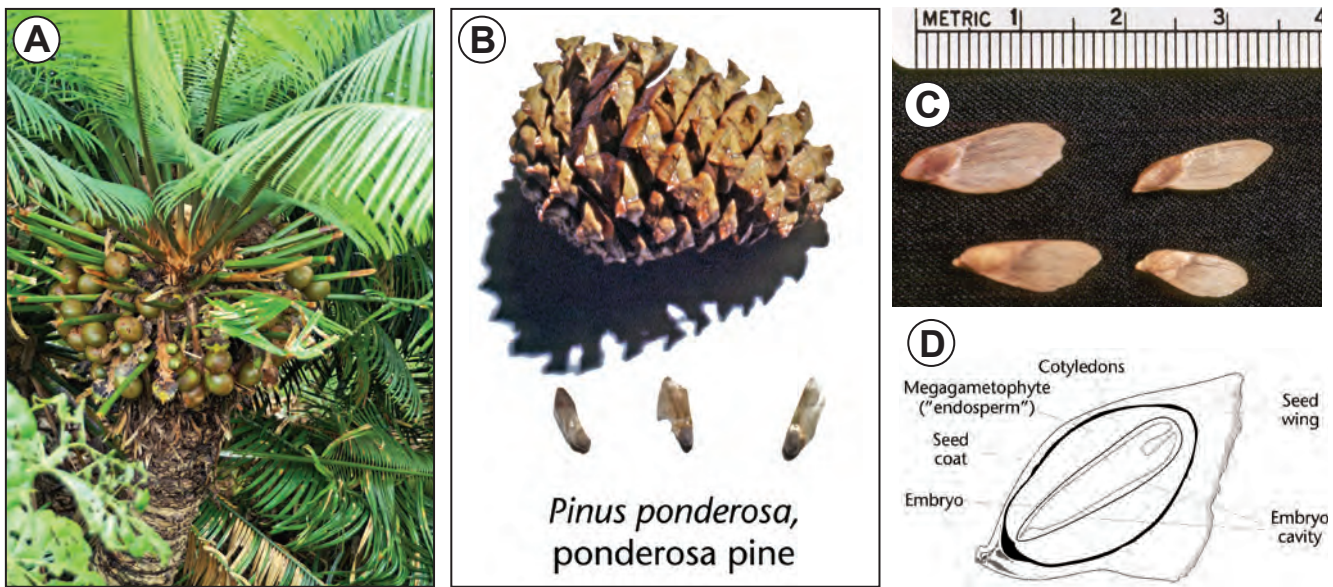 A
B
Pinus ponderosa,
ponderosa pine
METRIC 1 2 3 4
C
D
Cotyledons
Megagametophyte
("endosperm")
Seed
coat
Embryo
Seed
wing
Embryo
cavity